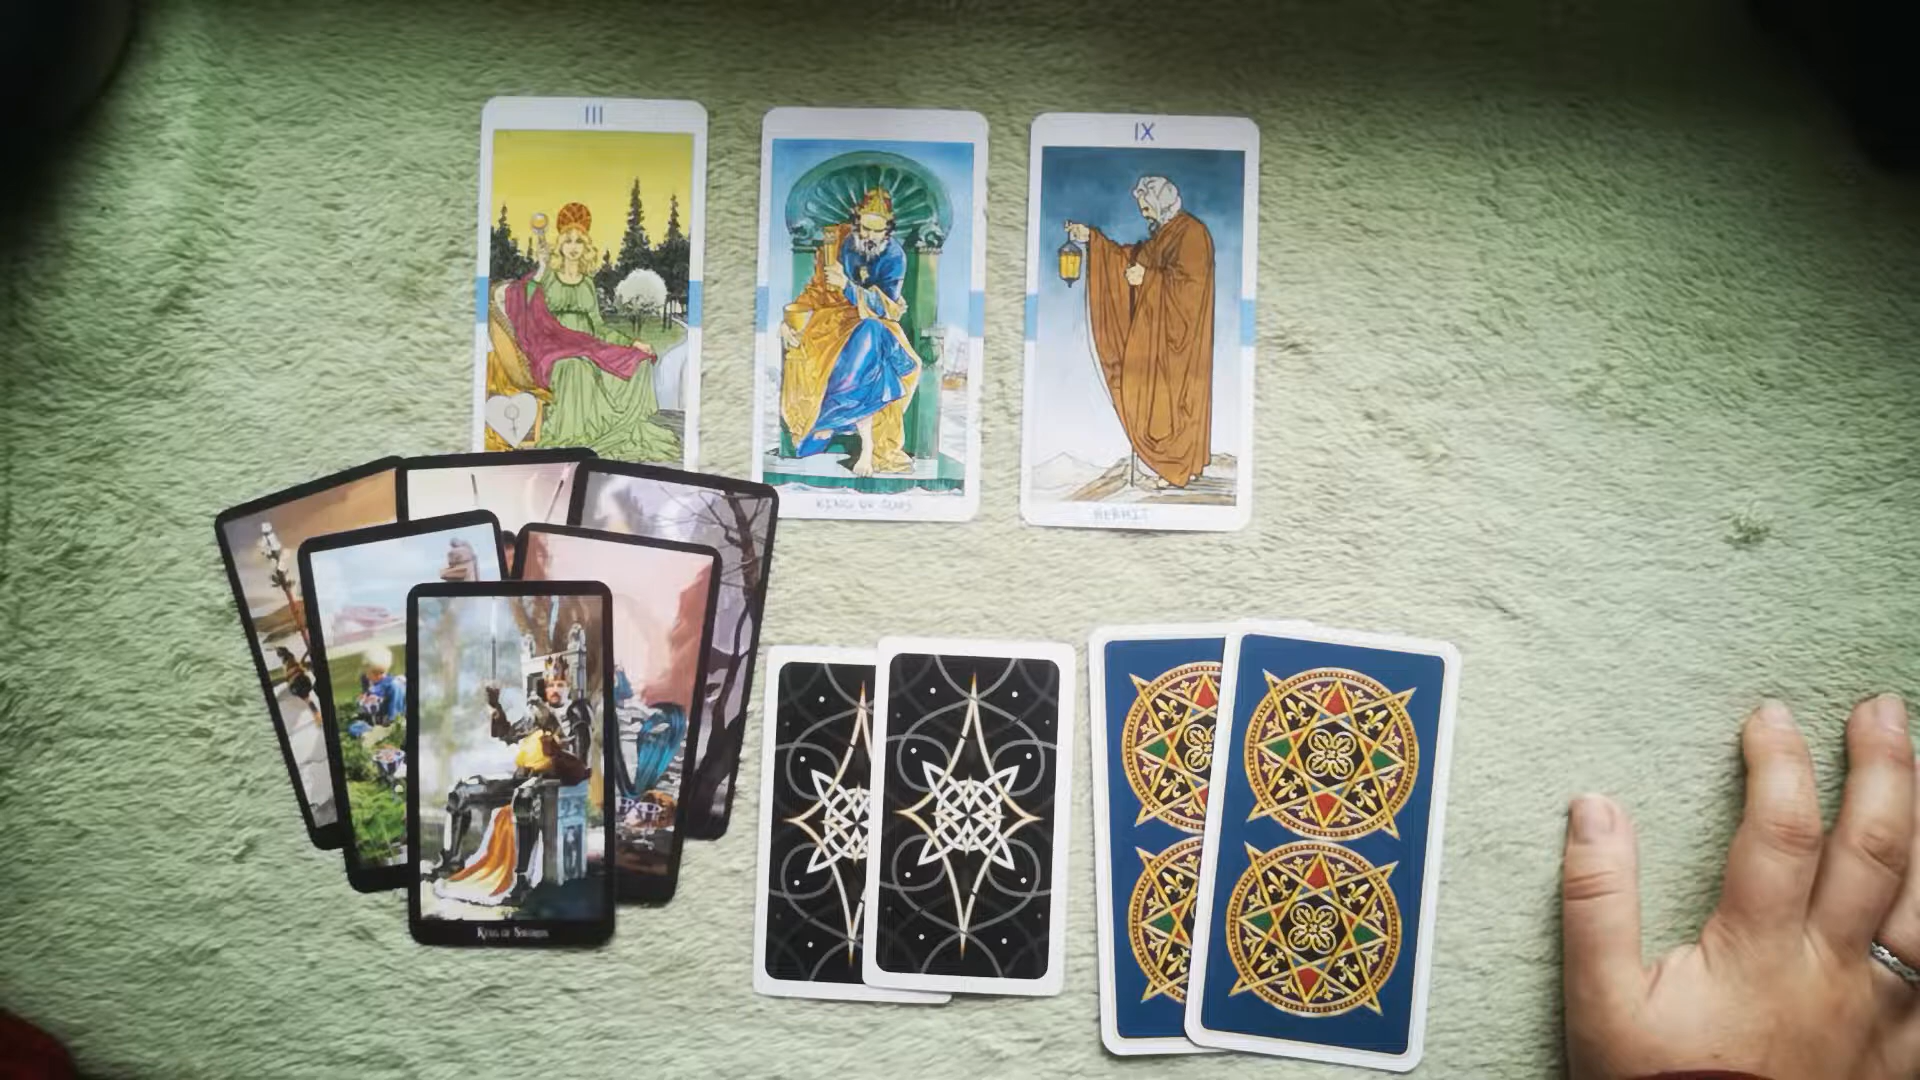 III
IX
KING OF CUPS
HERMIT
KING OF SWORDS